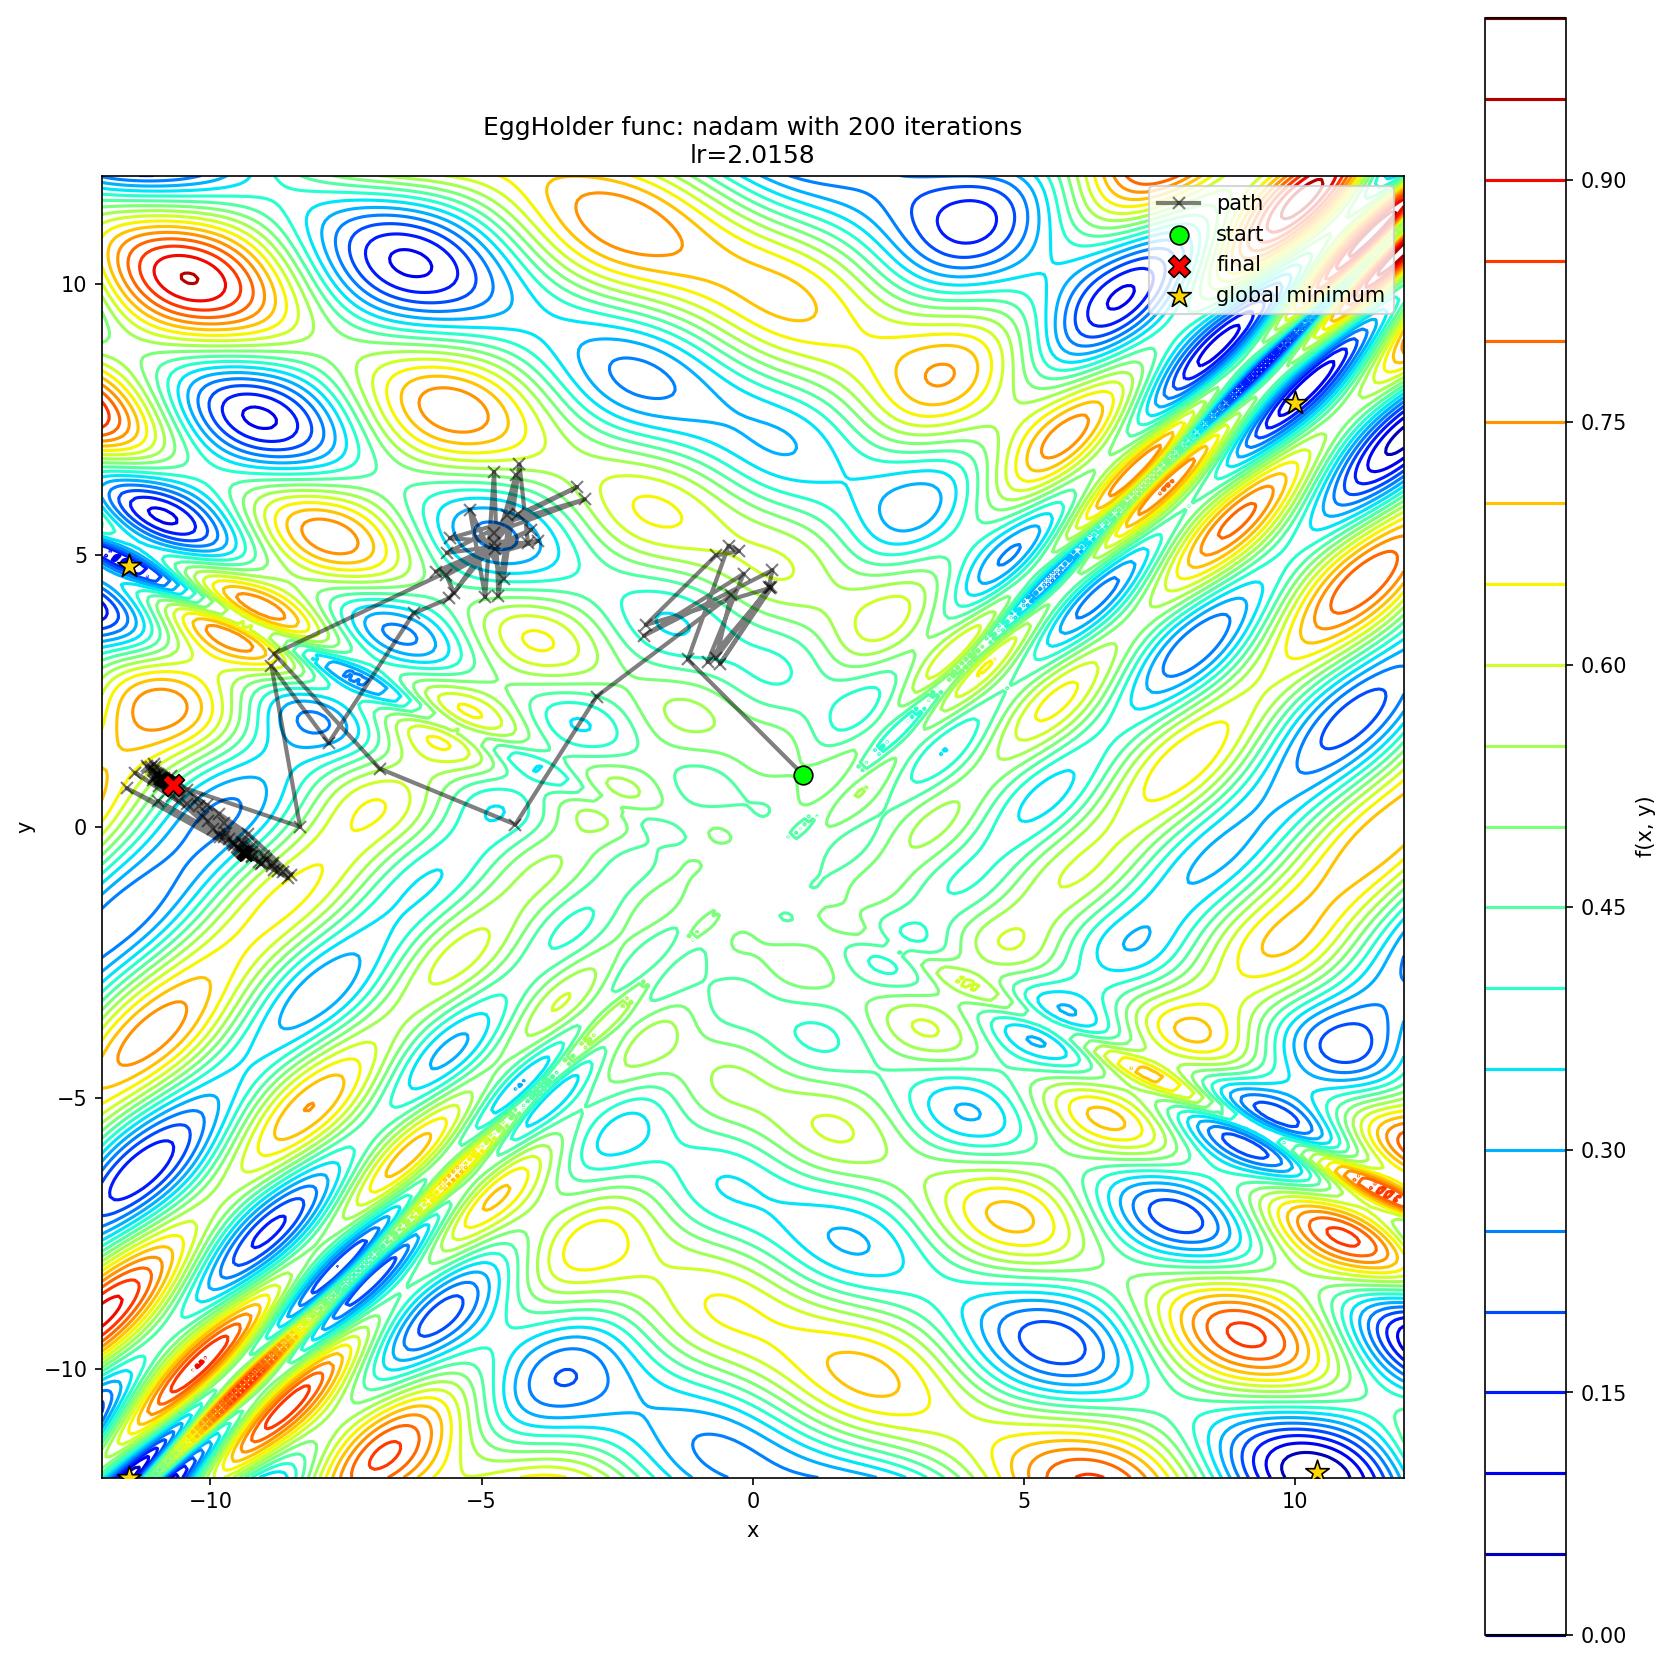 EggHolder func: nadam with 200 iterations
lr=2.0158
path
start
final
global minimum
10
5
0
−5
−10
y
−10
−5
0
5
10
x
0.90
0.75
0.60
0.45
0.30
0.15
0.00
f(x, y)